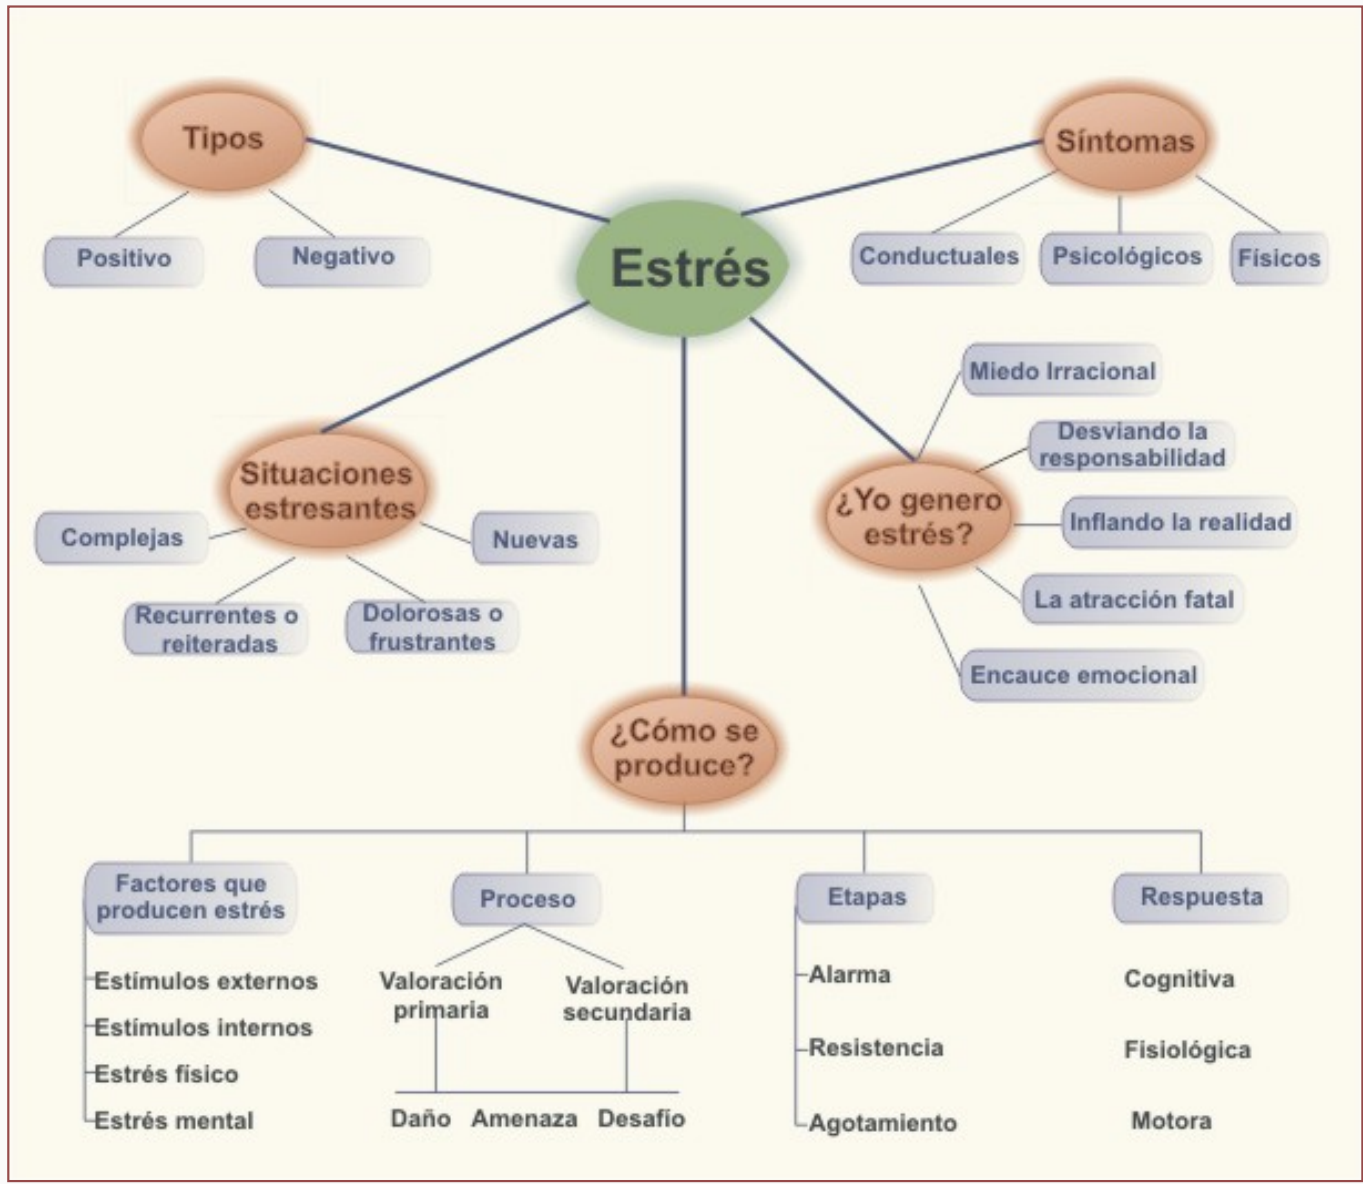 Tipos
Positivo
Negativo
Síntomas
Conductuales
Psicológicos
Físicos
Estrés
Situaciones
estresantes
Complejas
Recurrentes o
reiteradas
Dolorosas o
frustrantes
Nuevas
¿Yo genero
estrés?
Miedo Irracional
Desviando la
responsabilidad
Inflando la realidad
La atracción fatal
Encauce emocional
¿Cómo se
produce?
Factores que
producen estrés
Estímulos externos
Estímulos internos
Estrés físico
Estrés mental
Proceso
Valoración
primaria
Valoración
secundaria
Daño Amenaza Desafío
Etapas
Alarma
Resistencia
Agotamiento
Respuesta
Cognitiva
Fisiológica
Motora